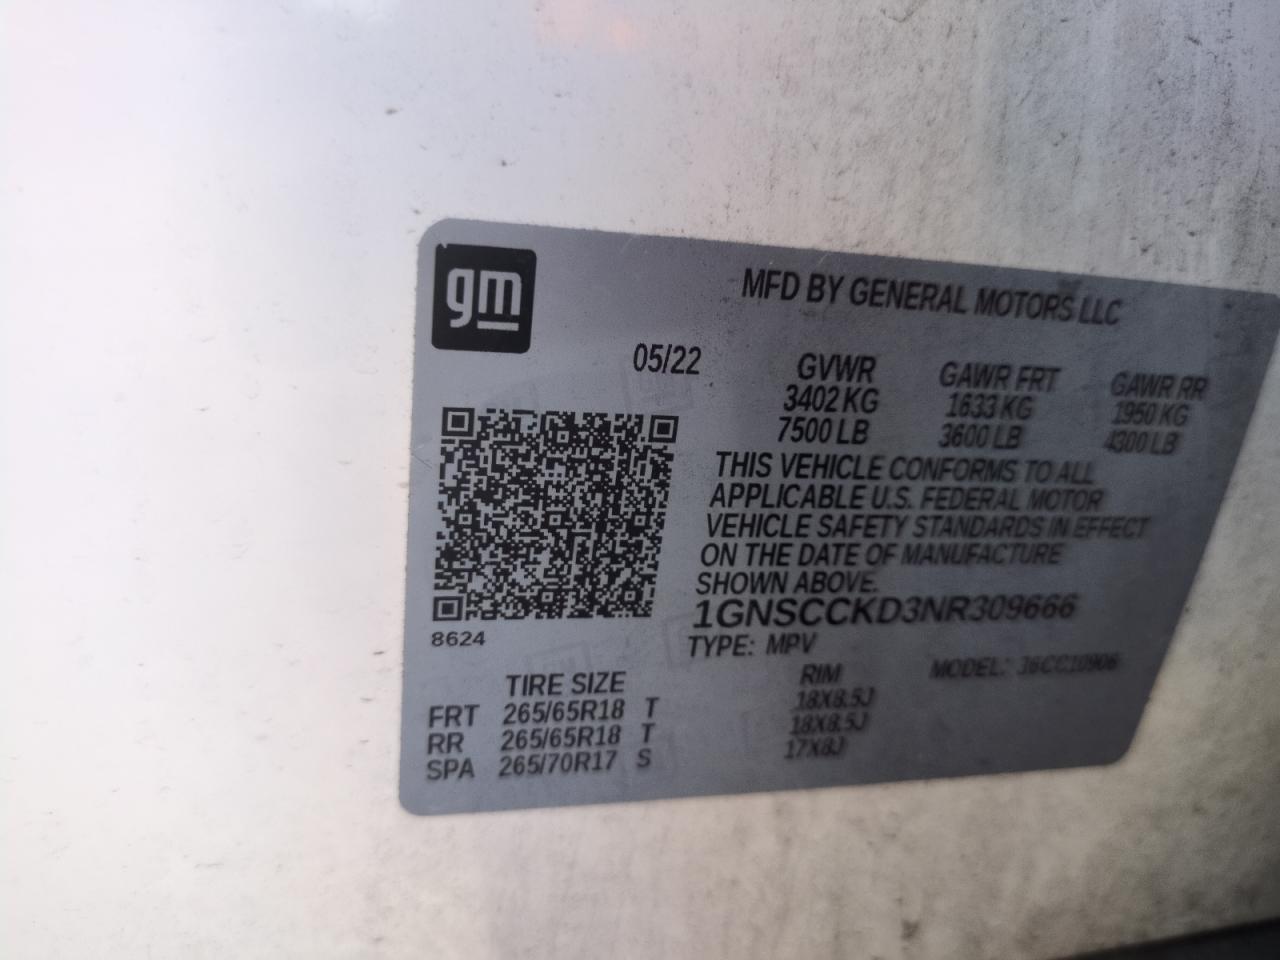 gm
MFD BY GENERAL MOTORS LLC
05/22
GVWR GAWR FRT GAWR RR
3402 KG 1633 KG 1950 KG
7500 LB 3600 LB 4300 LB
THIS VEHICLE CONFORMS TO ALL
APPLICABLE U.S. FEDERAL MOTOR
VEHICLE SAFETY STANDARDS IN EFFECT
ON THE DATE OF MANUFACTURE
SHOWN ABOVE.
1GNSCCKD3NR309666
8624
TYPE: MPV
MODEL: 16CC10906
TIRE SIZE RIM
FRT 265/65R18 T 18X8.5J
RR 265/65R18 T 18X8.5J
SPA 265/70R17 S 17X8J